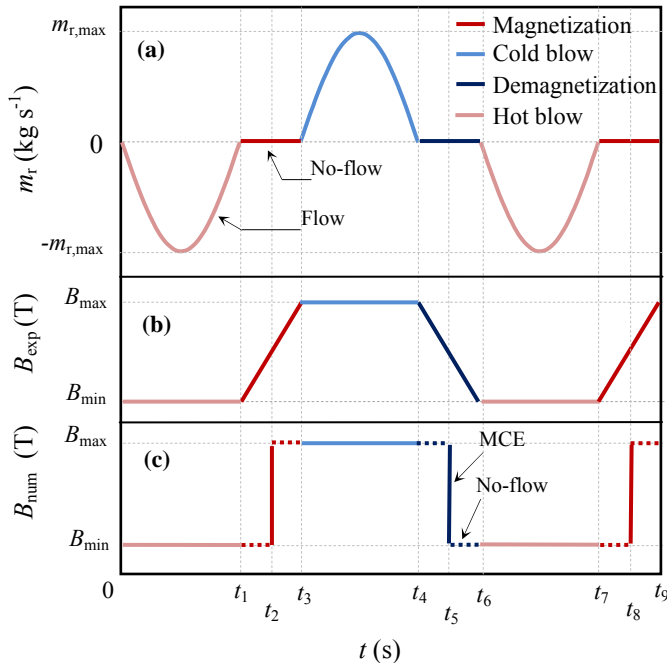 m_r,max
(a)
Magnetization
Cold blow
Demagnetization
Hot blow
0
m_r (kg s⁻¹)
No-flow
Flow
-m_r,max
B_max
(b)
B_exp (T)
B_min
B_max
(c)
MCE
B_num (T)
No-flow
B_min
0
t_1 t_2 t_3 t_4 t_5 t_6 t_7 t_8 t_9
t (s)